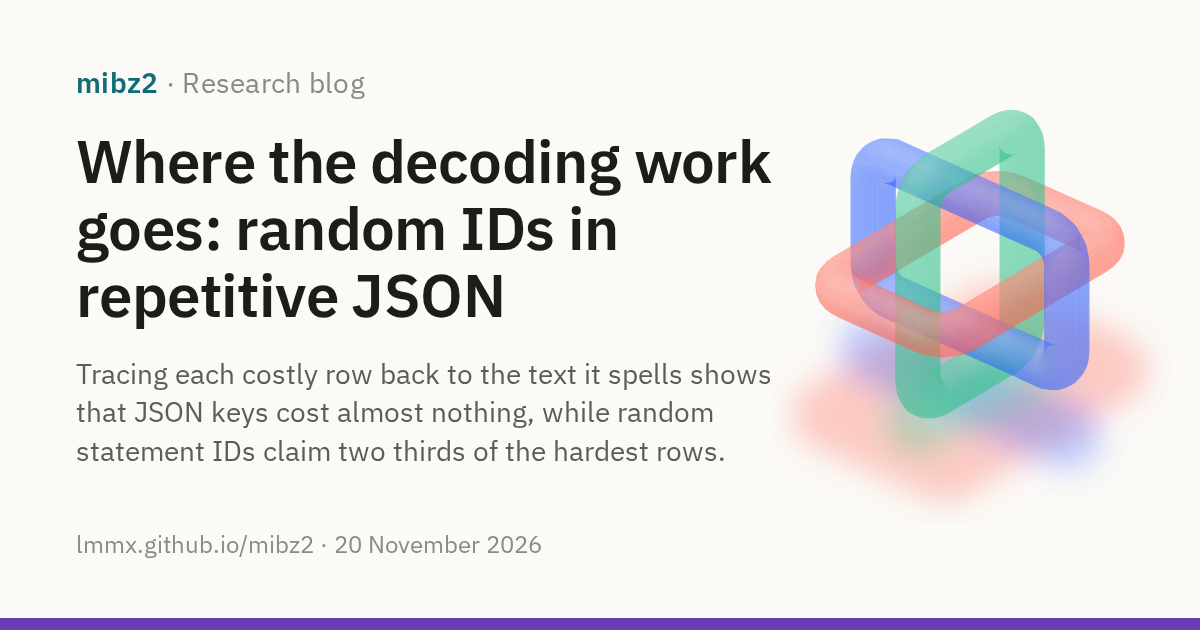 mibz2 · Research blog
Where the decoding work
goes: random IDs in
repetitive JSON
Tracing each costly row back to the text it spells shows
that JSON keys cost almost nothing, while random
statement IDs claim two thirds of the hardest rows.
lmmx.github.io/mibz2 · 20 November 2026